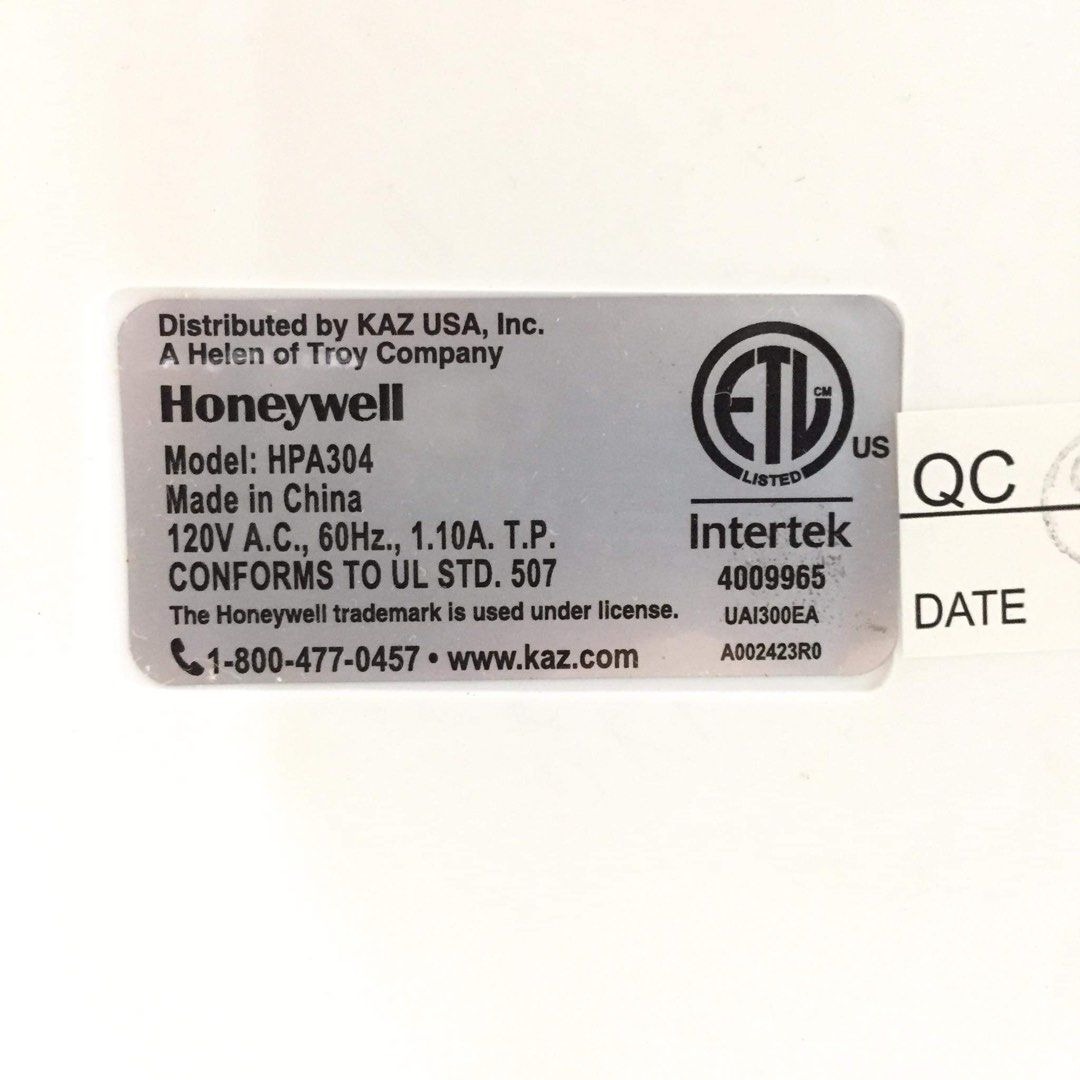 Distributed by KAZ USA, Inc.
A Helen of Troy Company
Honeywell
Model: HPA304
Made in China
120V A.C., 60Hz., 1.10A. T.P.
CONFORMS TO UL STD. 507
The Honeywell trademark is used under license.
1-800-477-0457 • www.kaz.com
ETL CM
LISTED
US
Intertek
4009965
UAI300EA
A002423R0
QC
DATE